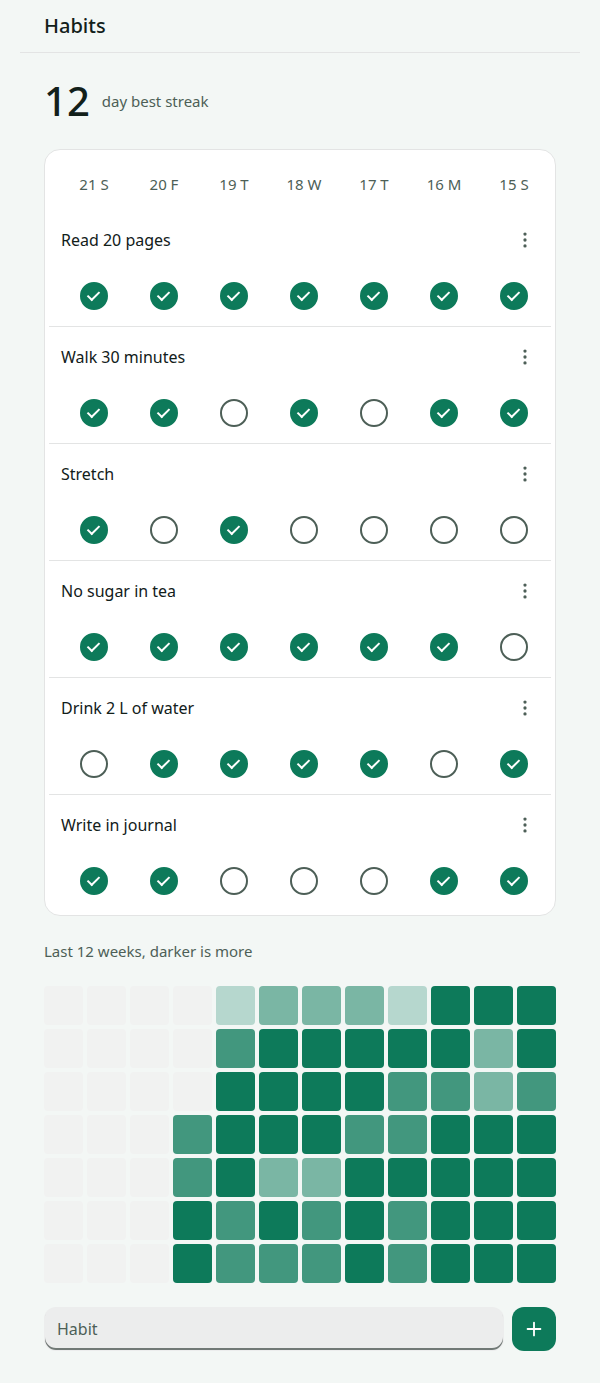 Habits
12 day best streak
21 S 20 F 19 T 18 W 17 T 16 M 15 S
Read 20 pages
Walk 30 minutes
Stretch
No sugar in tea
Drink 2 L of water
Write in journal
Last 12 weeks, darker is more
Habit